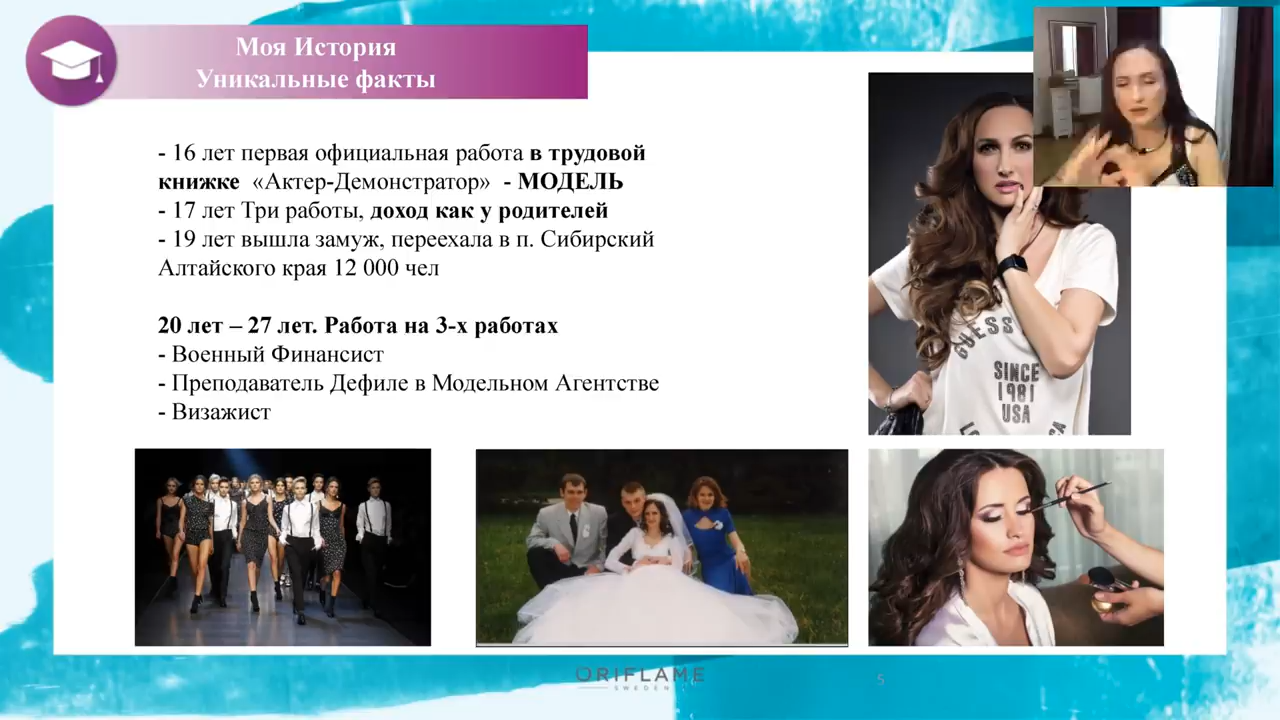 Моя История
Уникальные факты
- 16 лет первая официальная работа в трудовой
книжке «Актер-Демонстратор» - МОДЕЛЬ
- 17 лет Три работы, доход как у родителей
- 19 лет вышла замуж, переехала в п. Сибирский
Алтайского края 12 000 чел
20 лет – 27 лет. Работа на 3-х работах
- Военный Финансист
- Преподаватель Дефиле в Модельном Агентстве
- Визажист
GUESS
SINCE
1981
USA
ORIFLAME
SWEDEN
5